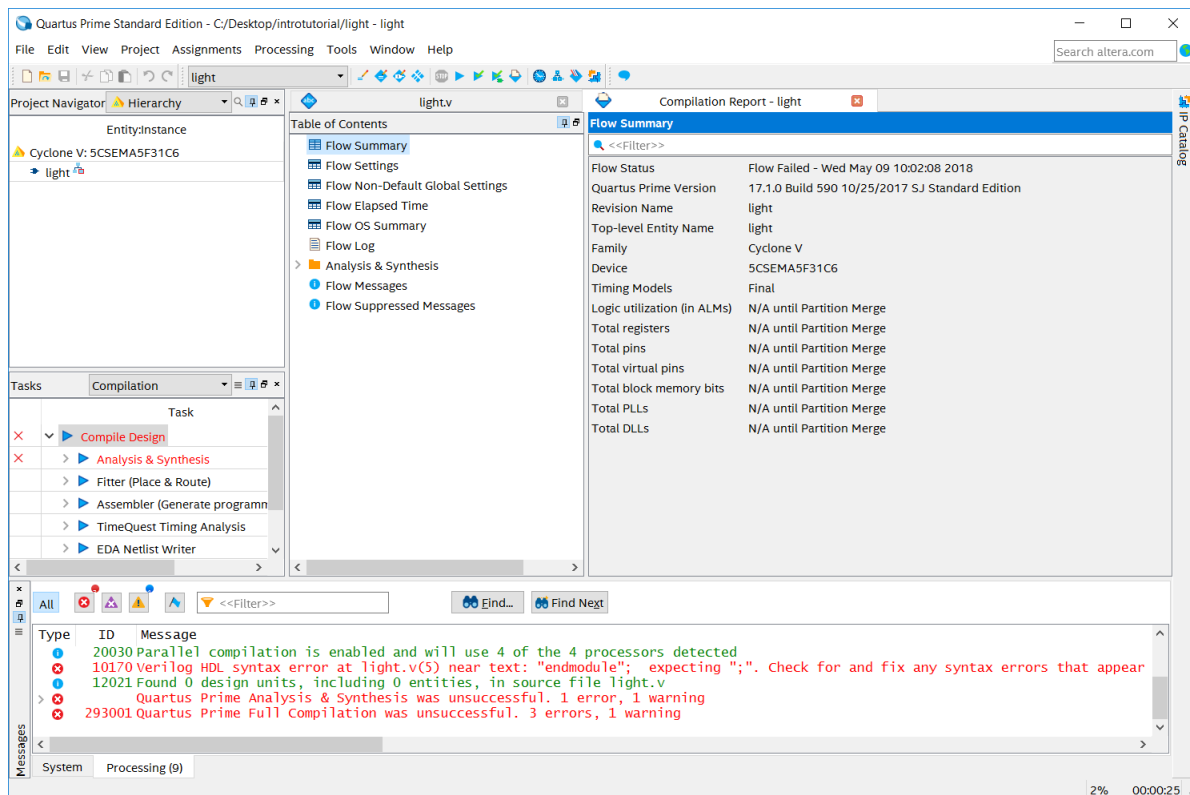 Quartus Prime Standard Edition - C:/Desktop/introtutorial/light - light
File Edit View Project Assignments Processing Tools Window Help
Search altera.com
light
Project Navigator Hierarchy
Entity:Instance
Cyclone V: 5CSEMA5F31C6
light
Tasks Compilation
Task
Compile Design
Analysis & Synthesis
Fitter (Place & Route)
Assembler (Generate programm
TimeQuest Timing Analysis
EDA Netlist Writer
abc
light.v
Table of Contents
Flow Summary
Flow Settings
Flow Non-Default Global Settings
Flow Elapsed Time
Flow OS Summary
Flow Log
Analysis & Synthesis
Flow Messages
Flow Suppressed Messages
Compilation Report - light
Flow Summary
<<Filter>>
Flow Status Flow Failed - Wed May 09 10:02:08 2018
Quartus Prime Version 17.1.0 Build 590 10/25/2017 SJ Standard Edition
Revision Name light
Top-level Entity Name light
Family Cyclone V
Device 5CSEMA5F31C6
Timing Models Final
Logic utilization (in ALMs) N/A until Partition Merge
Total registers N/A until Partition Merge
Total pins N/A until Partition Merge
Total virtual pins N/A until Partition Merge
Total block memory bits N/A until Partition Merge
Total PLLs N/A until Partition Merge
Total DLLs N/A until Partition Merge
IP Catalog
All <<Filter>> Find... Find Next
Type ID Message
20030 Parallel compilation is enabled and will use 4 of the 4 processors detected
10170 Verilog HDL syntax error at light.v(5) near text: "endmodule"; expecting ";". Check for and fix any syntax errors that appear
12021 Found 0 design units, including 0 entities, in source file light.v
Quartus Prime Analysis & Synthesis was unsuccessful. 1 error, 1 warning
293001 Quartus Prime Full Compilation was unsuccessful. 3 errors, 1 warning
Messages
System Processing (9)
2% 00:00:25